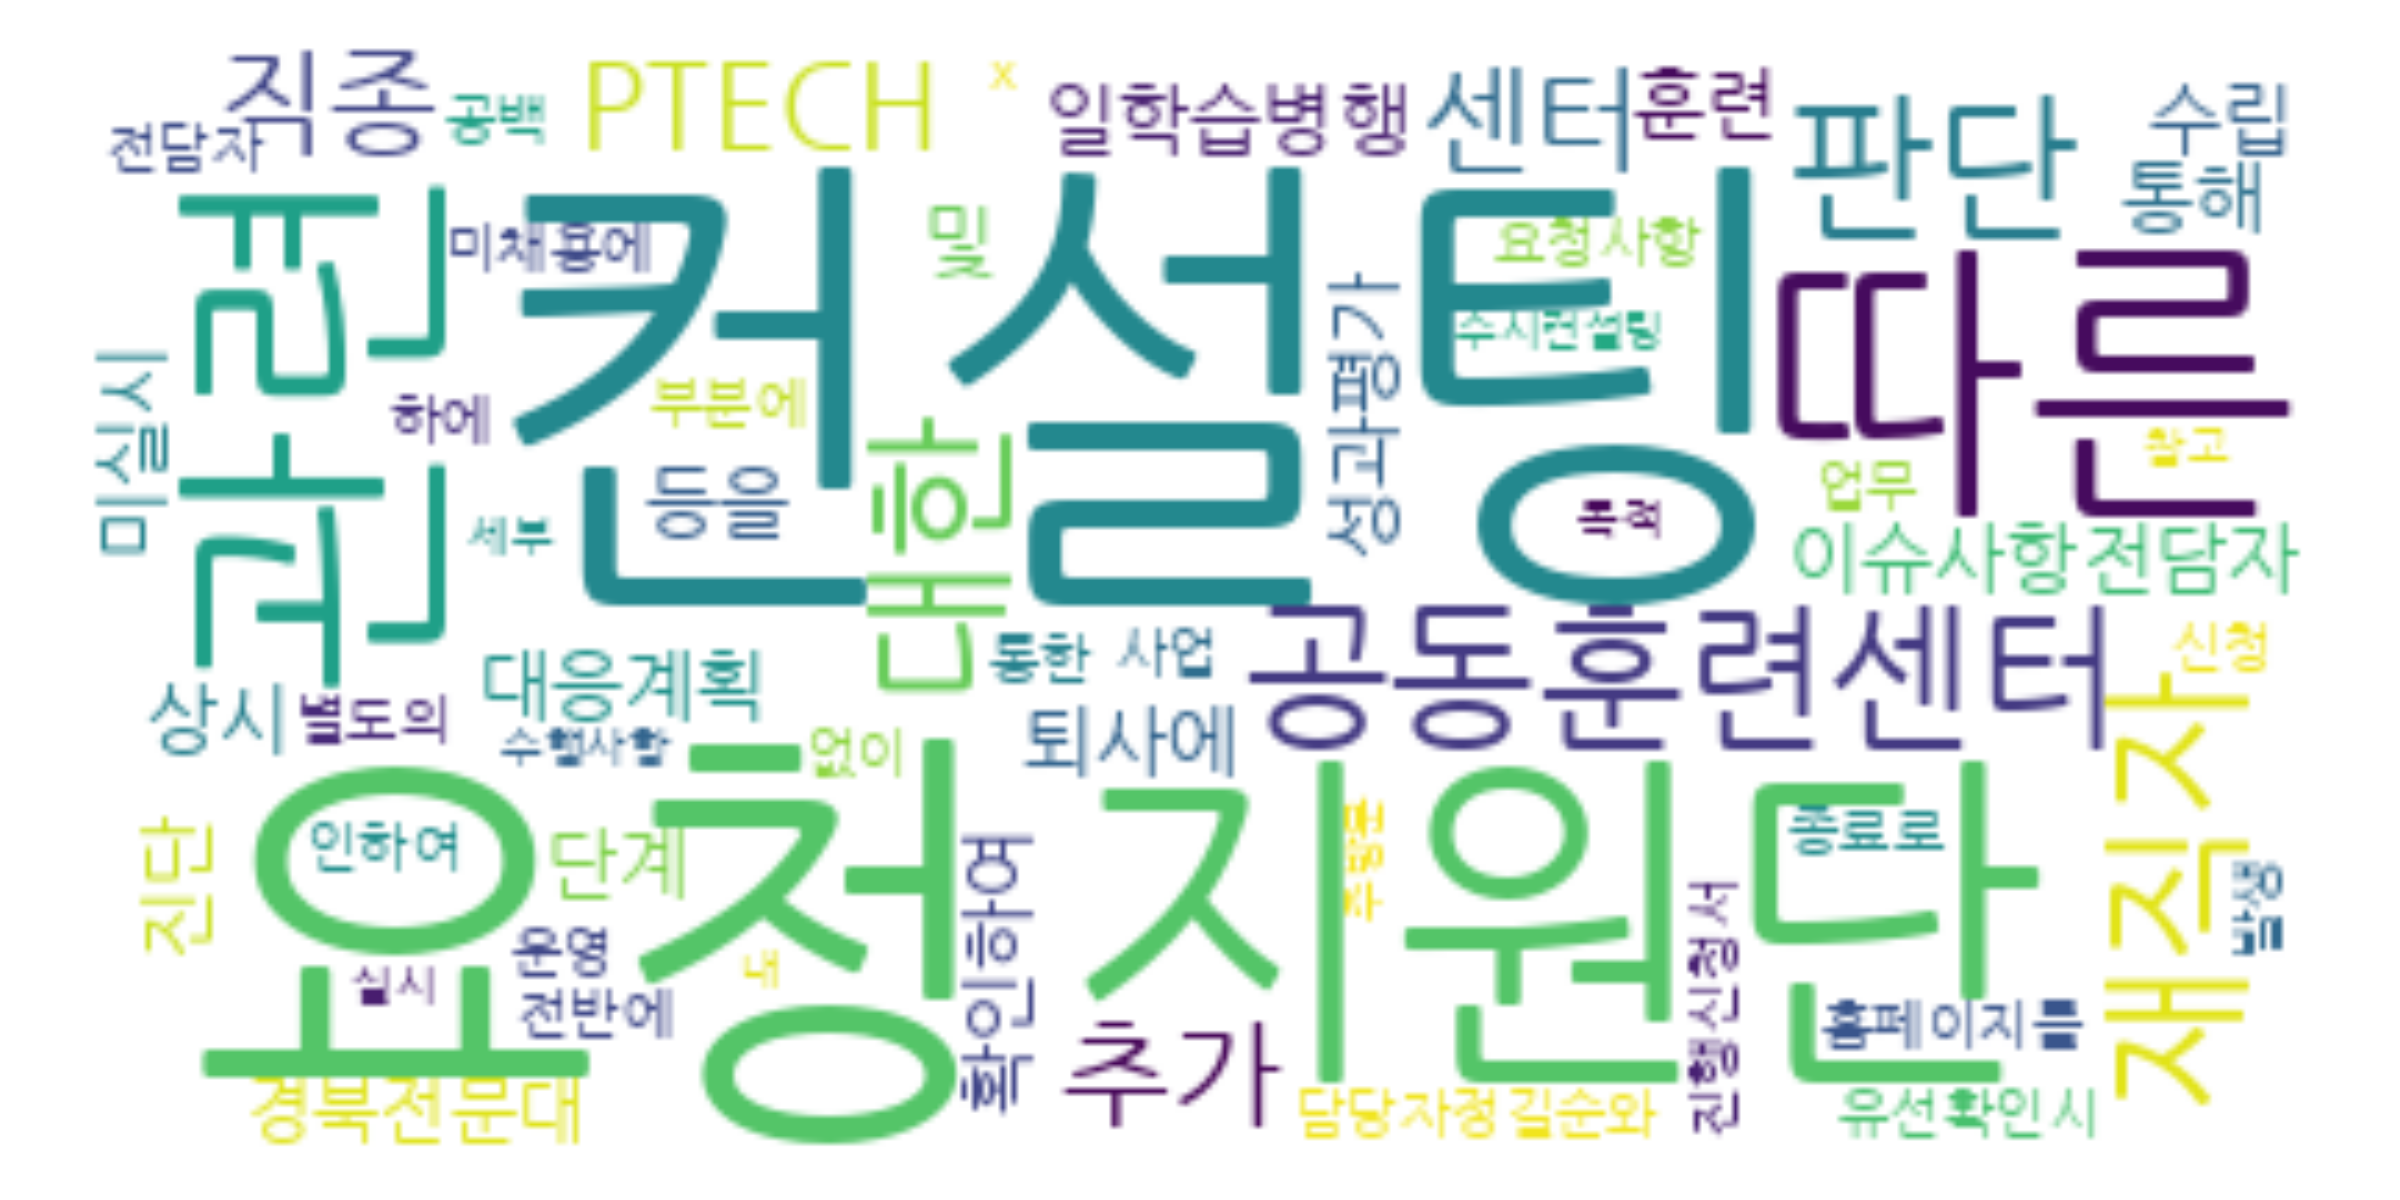 직종
공백
PTECH
x
일학습병행
센터
훈련
판단
수립
전담자
통해
관련
미채용에
컨설팅
및
요청사항
따른
수시컨설팅
성과평가
미실시
하에
부분에
대한
참고
등을
업무
세부
목적
이슈사항전담자
공동훈련센터
통한
사업
신청
대응계획
상시
별도의
수행사항
없이
퇴사에
재직자
요청
지원단
진단
인하여
단계
종료로
발생
확인하여
운영
실시
내
전반에
진행신청서
홈페이지를
추가
경북전문대
담당자정길순와
유선확인시